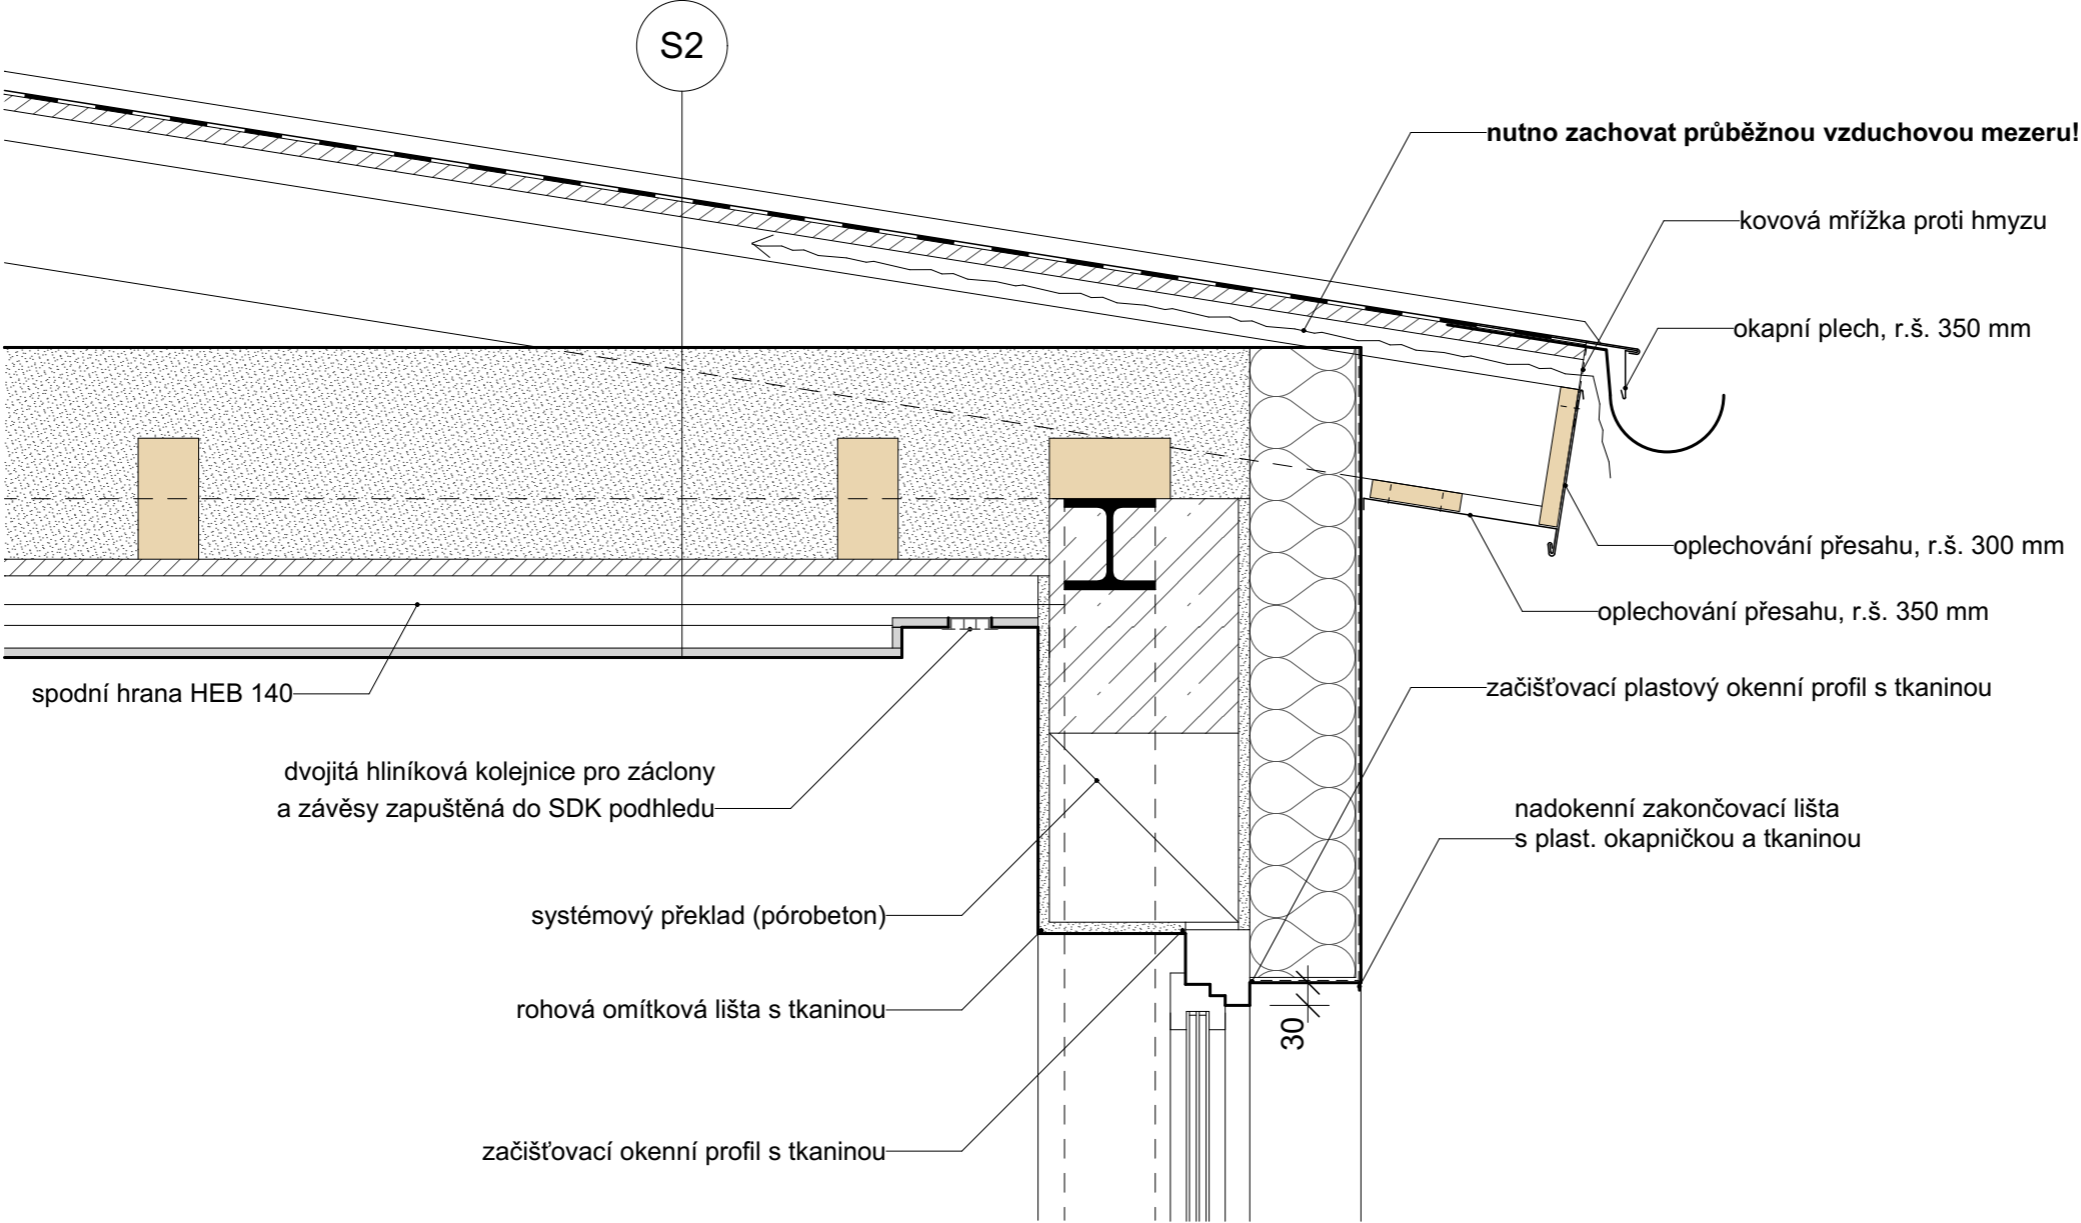 S2
nutno zachovat průběžnou vzduchovou mezeru!
kovová mřížka proti hmyzu
okapní plech, r.š. 350 mm
oplechování přesahu, r.š. 300 mm
oplechování přesahu, r.š. 350 mm
spodní hrana HEB 140
začišťovací plastový okenní profil s tkaninou
dvojitá hliníková kolejnice pro záclony
a závěsy zapuštěná do SDK podhledu
nadokenní zakončovací lišta
s plast. okapničkou a tkaninou
systémový překlad (pórobeton)
rohová omítková lišta s tkaninou
30
začišťovací okenní profil s tkaninou